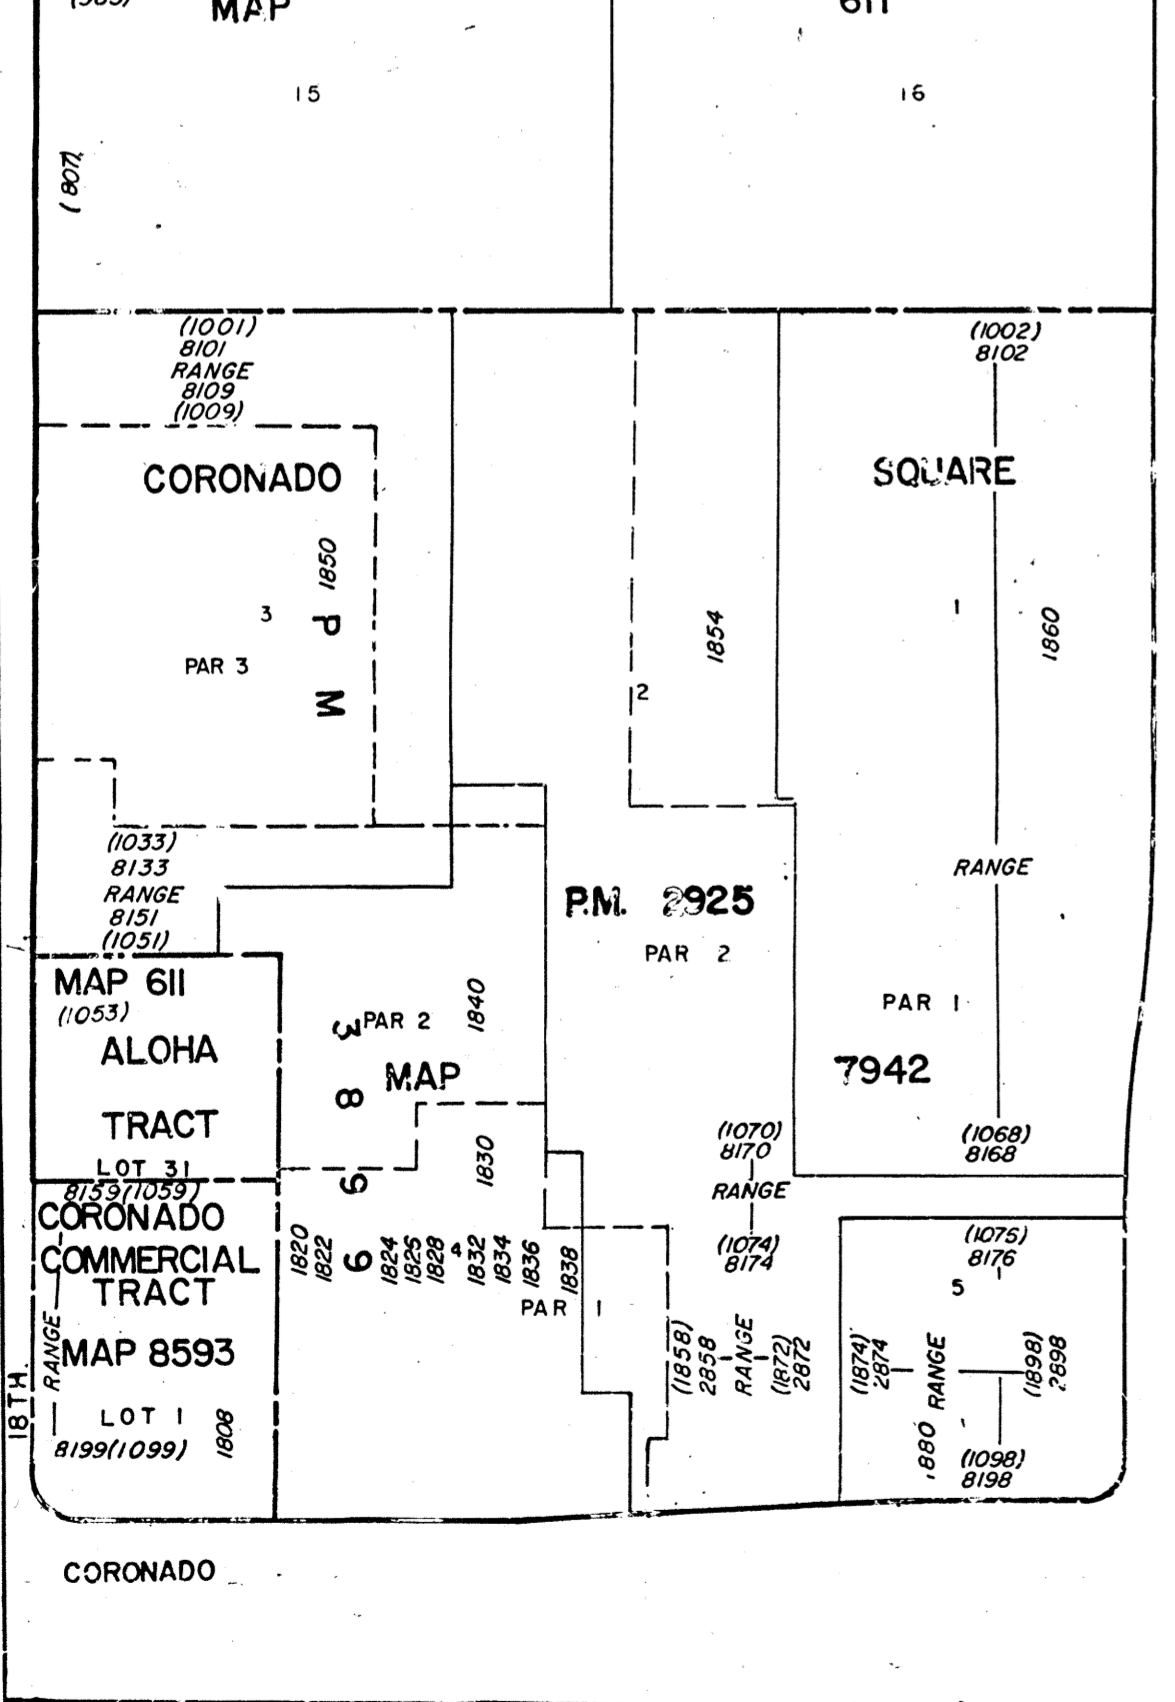 MAP
611
15
16
(807)
(1001)
8101
RANGE
8109
(1009)
(1002)
8102
CORONADO
SQUARE
1850
3
P
M
PAR 3
1854
2
1
1860
(1033)
8133
RANGE
8151
(1051)
RANGE
P.M. 2925
PAR 2
MAP 611
(1053)
ALOHA
TRACT
LOT 31
3
8
9
9
PAR 2
1840
MAP
PAR 1
7942
1830
(1070)
8170
RANGE
(1074)
8174
(1068)
8168
8159(1059)
CORONADO
COMMERCIAL
TRACT
MAP 8593
RANGE
LOT 1
1808
8199(1099)
18TH.
1820
1822
1824
1825
1828
4
1832
1834
1836
1838
PAR 1
(1858)
2858
RANGE
(1872)
2872
(1075)
8176
5
(1874)
2874
RANGE
(1898)
2898
(1098)
8198
CORONADO